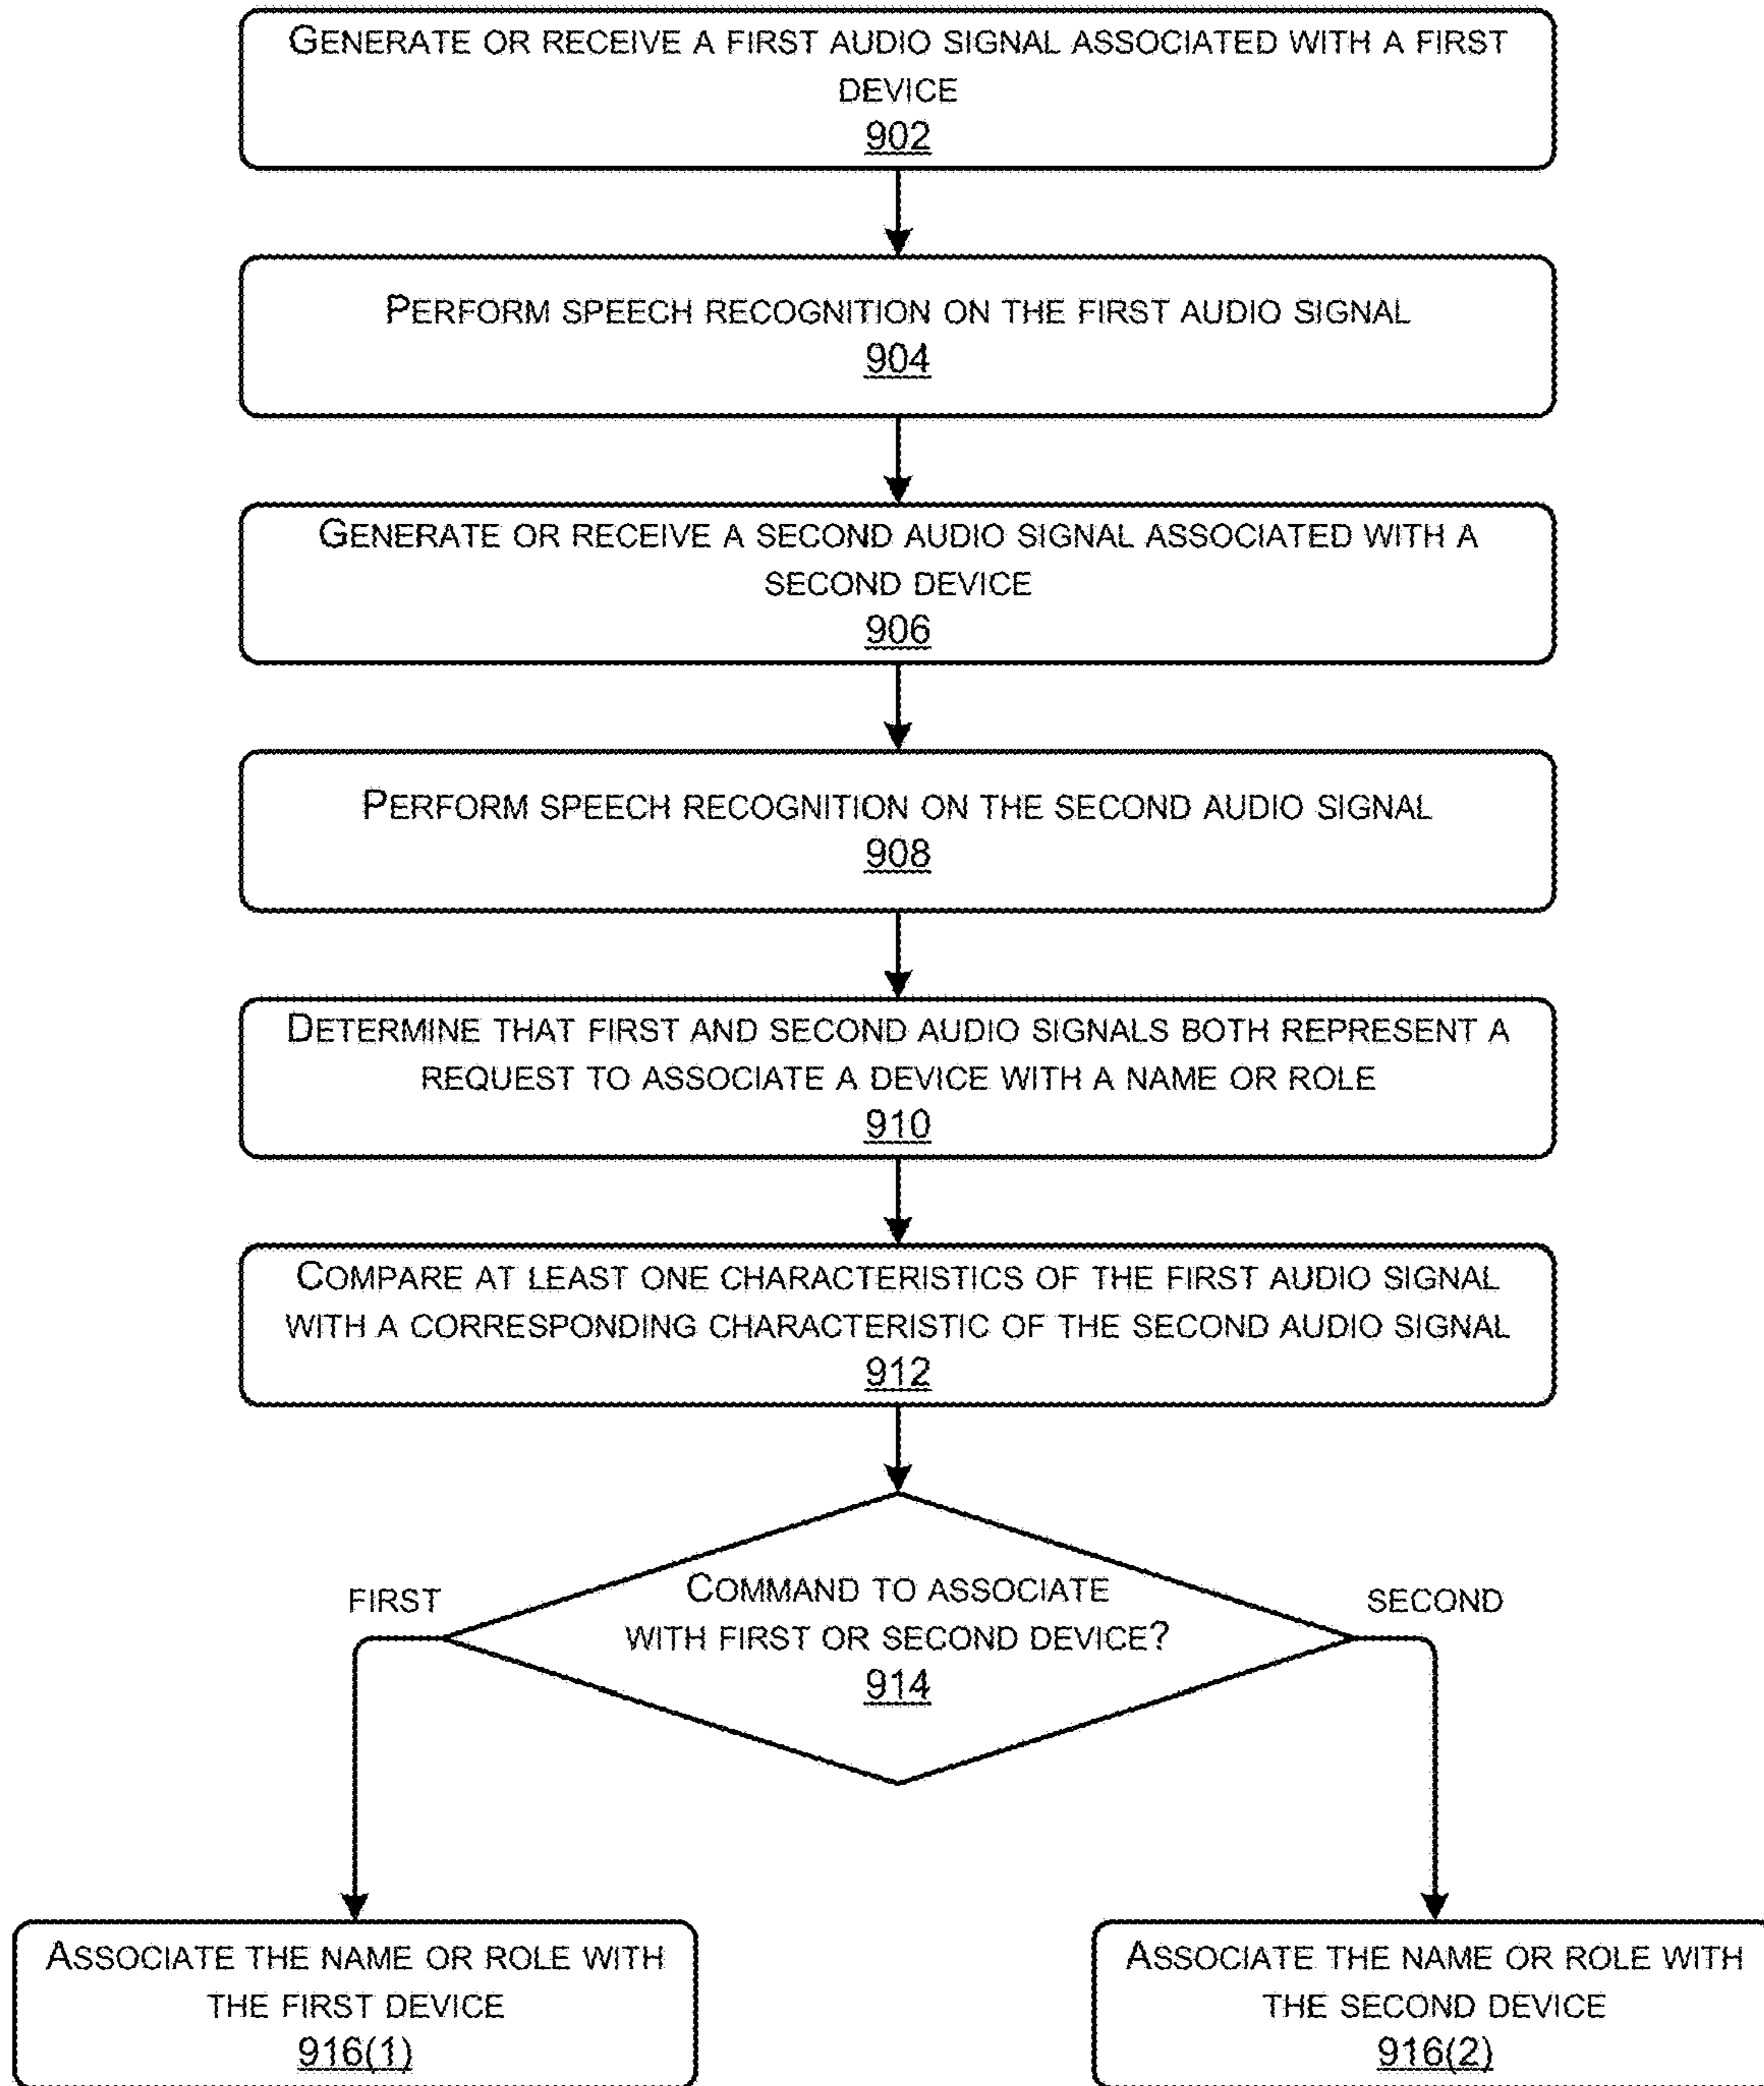 GENERATE OR RECEIVE A FIRST AUDIO SIGNAL ASSOCIATED WITH A FIRST
DEVICE
902
PERFORM SPEECH RECOGNITION ON THE FIRST AUDIO SIGNAL
904
GENERATE OR RECEIVE A SECOND AUDIO SIGNAL ASSOCIATED WITH A
SECOND DEVICE
906
PERFORM SPEECH RECOGNITION ON THE SECOND AUDIO SIGNAL
908
DETERMINE THAT FIRST AND SECOND AUDIO SIGNALS BOTH REPRESENT A
REQUEST TO ASSOCIATE A DEVICE WITH A NAME OR ROLE
910
COMPARE AT LEAST ONE CHARACTERISTICS OF THE FIRST AUDIO SIGNAL
WITH A CORRESPONDING CHARACTERISTIC OF THE SECOND AUDIO SIGNAL
912
FIRST
COMMAND TO ASSOCIATE
WITH FIRST OR SECOND DEVICE?
914
SECOND
ASSOCIATE THE NAME OR ROLE WITH
THE FIRST DEVICE
916(1)
ASSOCIATE THE NAME OR ROLE WITH
THE SECOND DEVICE
916(2)